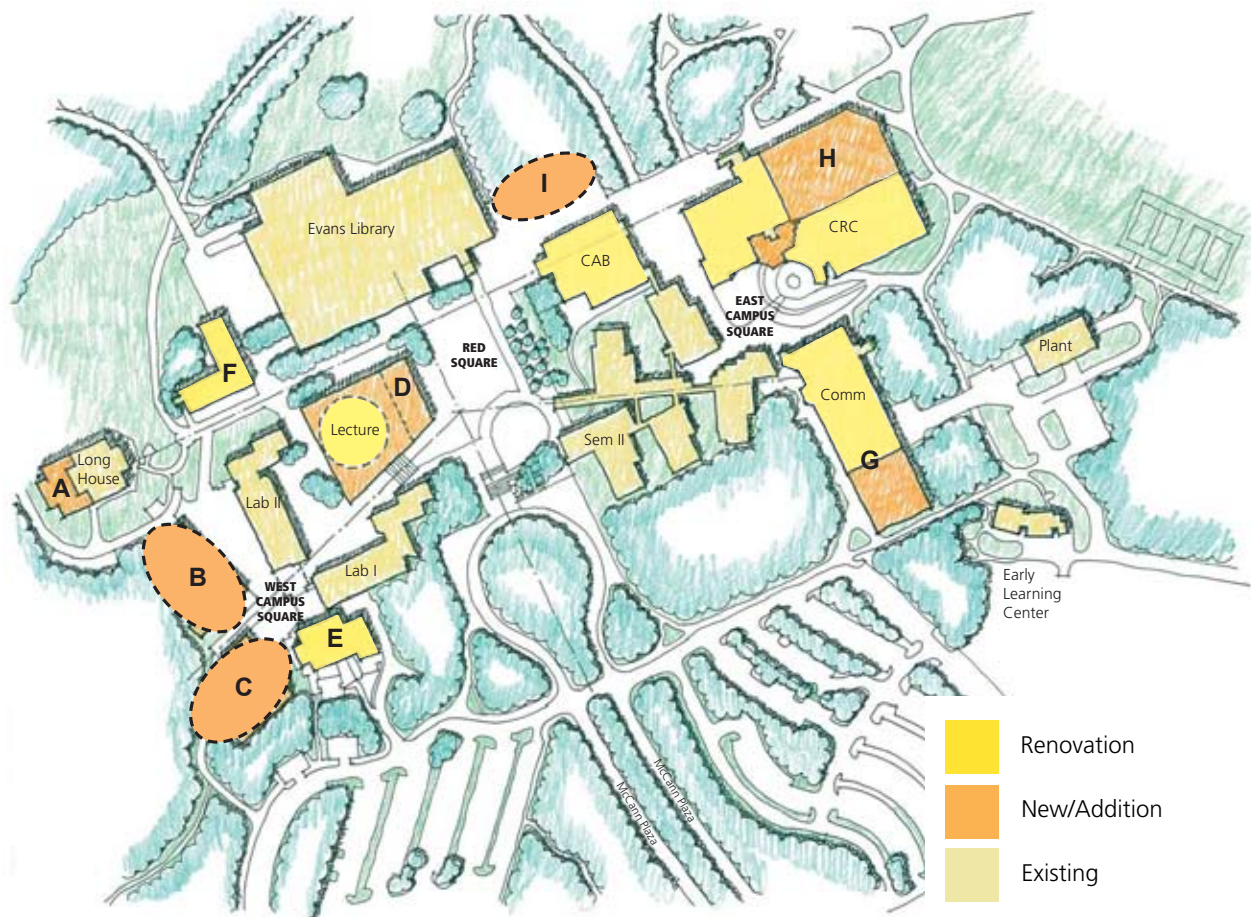 I
H
Evans Library
CRC
CAB
EAST
CAMPUS
SQUARE
RED
SQUARE
Plant
F
D
Comm
Lecture
Sem II
Long
House
A
G
Lab II
B
Lab I
WEST
CAMPUS
SQUARE
Early
Learning
Center
E
C
McCann Plaza
McCann Plaza
Renovation
New/Addition
Existing